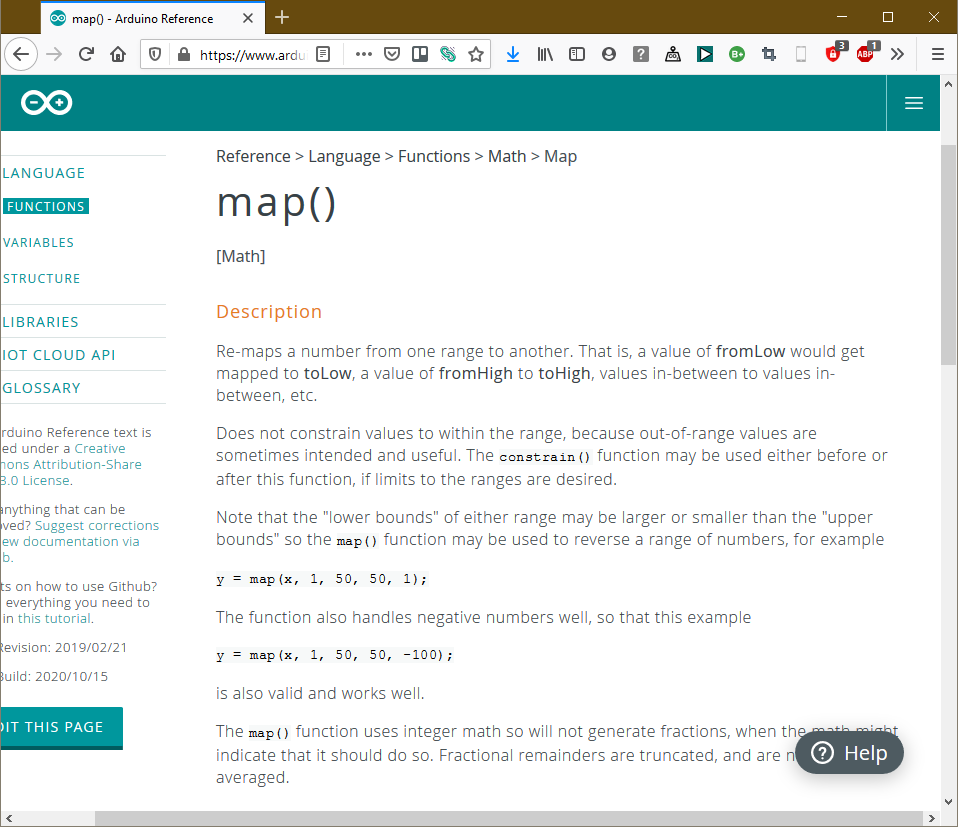 map() - Arduino Reference
https://www.ardu
3
1
ABP
B+
Reference > Language > Functions > Math > Map
LANGUAGE
FUNCTIONS
VARIABLES
STRUCTURE
LIBRARIES
IOT CLOUD API
GLOSSARY
rduino Reference text is
ed under a Creative
mons Attribution-Share
3.0 License.
anything that can be
oved? Suggest corrections
ew documentation via
b.
ts on how to use Github?
everything you need to
in this tutorial.
Revision: 2019/02/21
Build: 2020/10/15
DIT THIS PAGE
map()
[Math]
Description
Re-maps a number from one range to another. That is, a value of fromLow would get
mapped to toLow, a value of fromHigh to toHigh, values in-between to values in-
between, etc.
Does not constrain values to within the range, because out-of-range values are
sometimes intended and useful. The constrain() function may be used either before or
after this function, if limits to the ranges are desired.
Note that the "lower bounds" of either range may be larger or smaller than the "upper
bounds" so the map() function may be used to reverse a range of numbers, for example
y = map(x, 1, 50, 50, 1);
The function also handles negative numbers well, so that this example
y = map(x, 1, 50, 50, -100);
is also valid and works well.
The map() function uses integer math so will not generate fractions, when the math might
indicate that it should do so. Fractional remainders are truncated, and are n
averaged.
Help